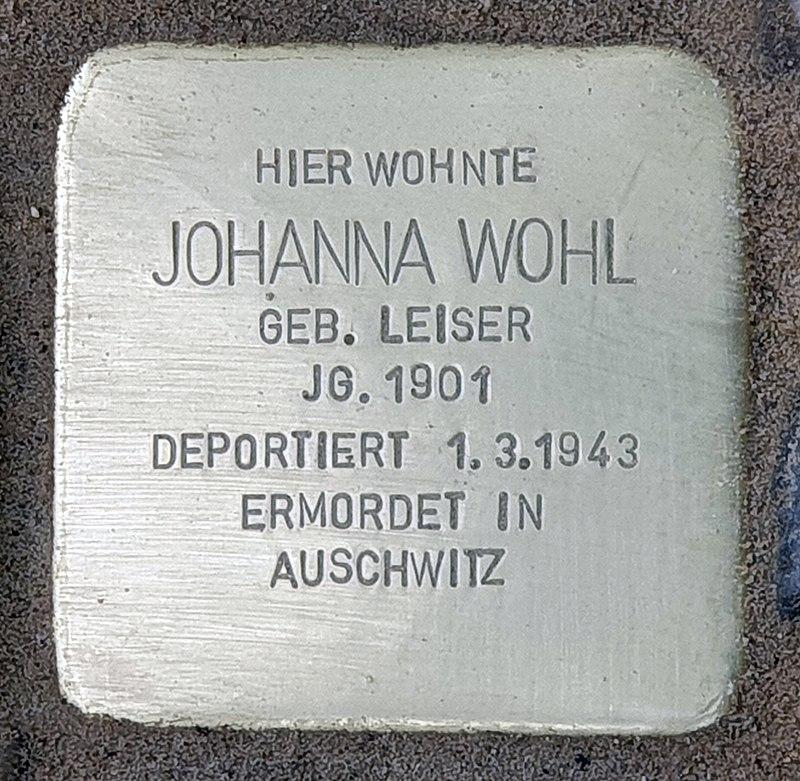 HIER WOHNTE
JOHANNA WOHL
GEB. LEISER
JG. 1901
DEPORTIERT 1.3.1943
ERMORDET IN
AUSCHWITZ